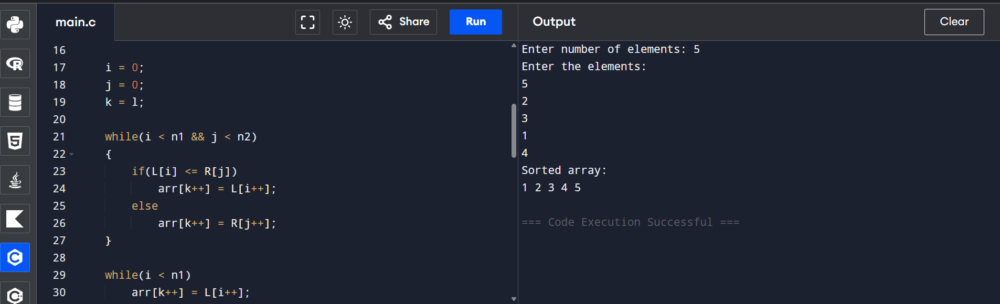 main.c
Share
Run
16
17 i = 0;
18 j = 0;
19 k = l;
20
21 while(i < n1 && j < n2)
22 {
23 if(L[i] <= R[j])
24 arr[k++] = L[i++];
25 else
26 arr[k++] = R[j++];
27 }
28
29 while(i < n1)
30 arr[k++] = L[i++];
Output
Clear
Enter number of elements: 5
Enter the elements:
5
2
3
1
4
Sorted array:
1 2 3 4 5
=== Code Execution Successful ===